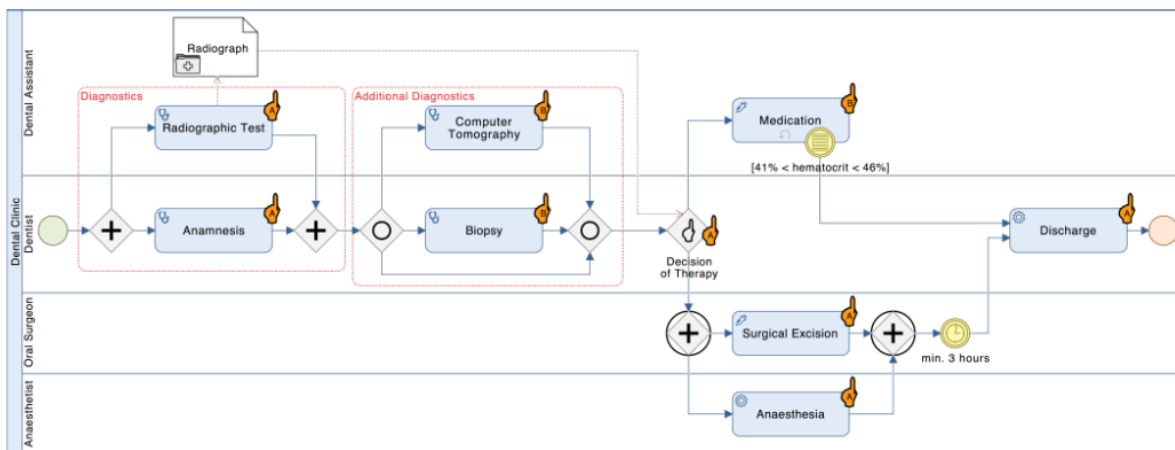 Dental Clinic
Dental Assistant
Dentist
Oral Surgeon
Anaesthetist
Radiograph
Diagnostics
A
Radiographic Test
A
Anamnesis
Additional Diagnostics
B
Computer
Tomography
B
Biopsy
A
Decision
of Therapy
B
Medication
[41% < hematocrit < 46%]
A
Discharge
A
Surgical Excision
min. 3 hours
A
Anaesthesia